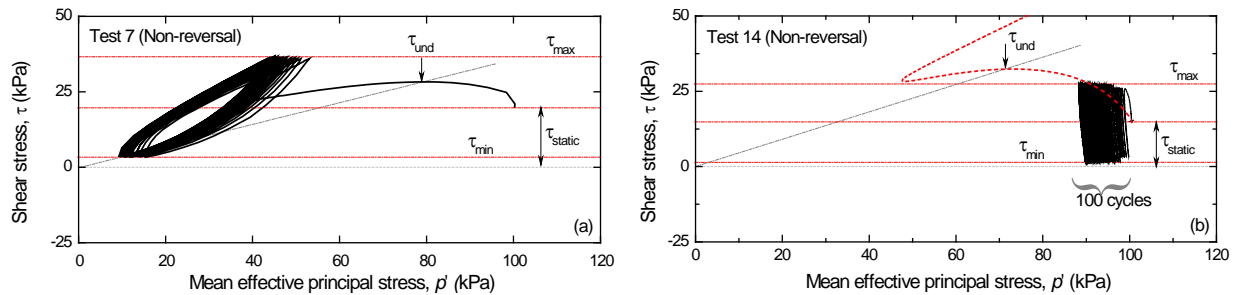 Test 7 (Non-reversal)
τund
τmax
τstatic
τmin
(a)
50
25
0
-25
0 20 40 60 80 100 120
Shear stress, τ (kPa)
Mean effective principal stress, p' (kPa)
Test 14 (Non-reversal)
τund
τmax
τstatic
τmin
100 cycles
(b)
50
25
0
-25
0 20 40 60 80 100 120
Shear stress, τ (kPa)
Mean effective principal stress, p' (kPa)